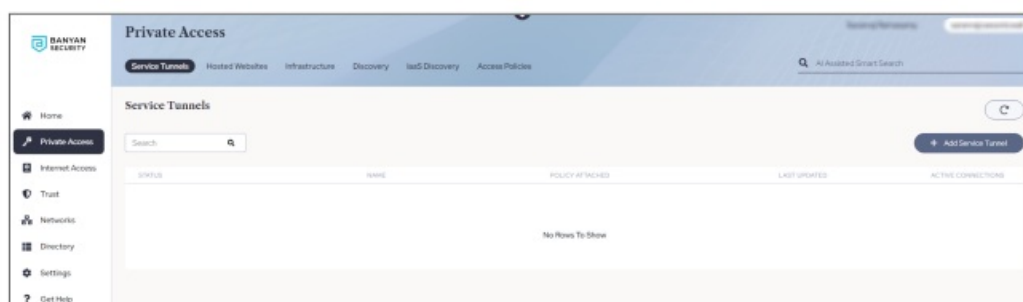 BANYAN
SECURITY
Private Access
Service Tunnels Hosted Websites Infrastructure Discovery IaaS Discovery Access Policies
AI Assisted Smart Search
Home
Private Access
Internet Access
Trust
Networks
Directory
Settings
? Get Help
Service Tunnels
Search
+ Add Service Tunnel
STATUS NAME POLICY ATTACHED LAST UPDATED ACTIVE CONNECTIONS
No Rows To Show